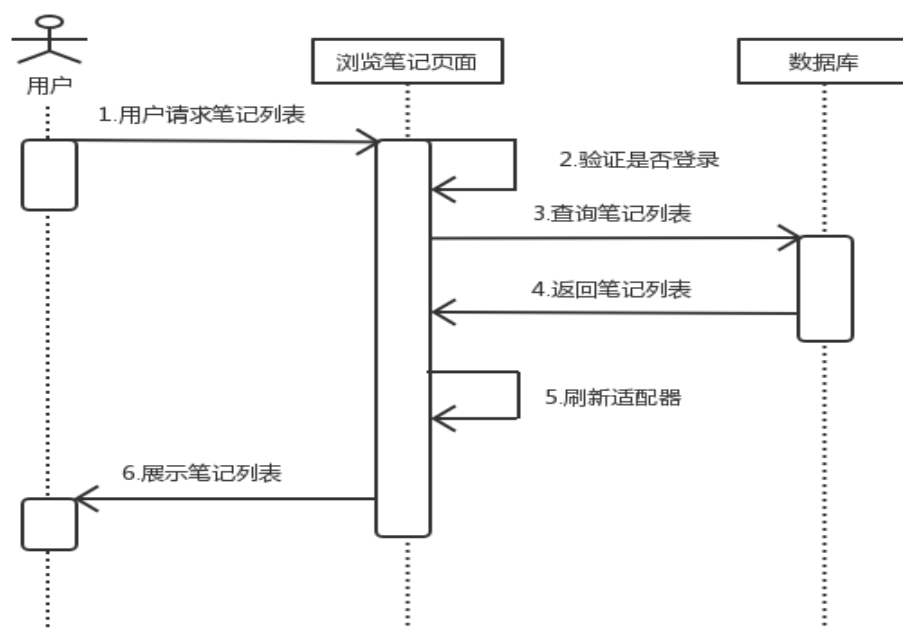 用户
浏览笔记页面
数据库
1.用户请求笔记列表
2.验证是否登录
3.查询笔记列表
4.返回笔记列表
5.刷新适配器
6.展示笔记列表